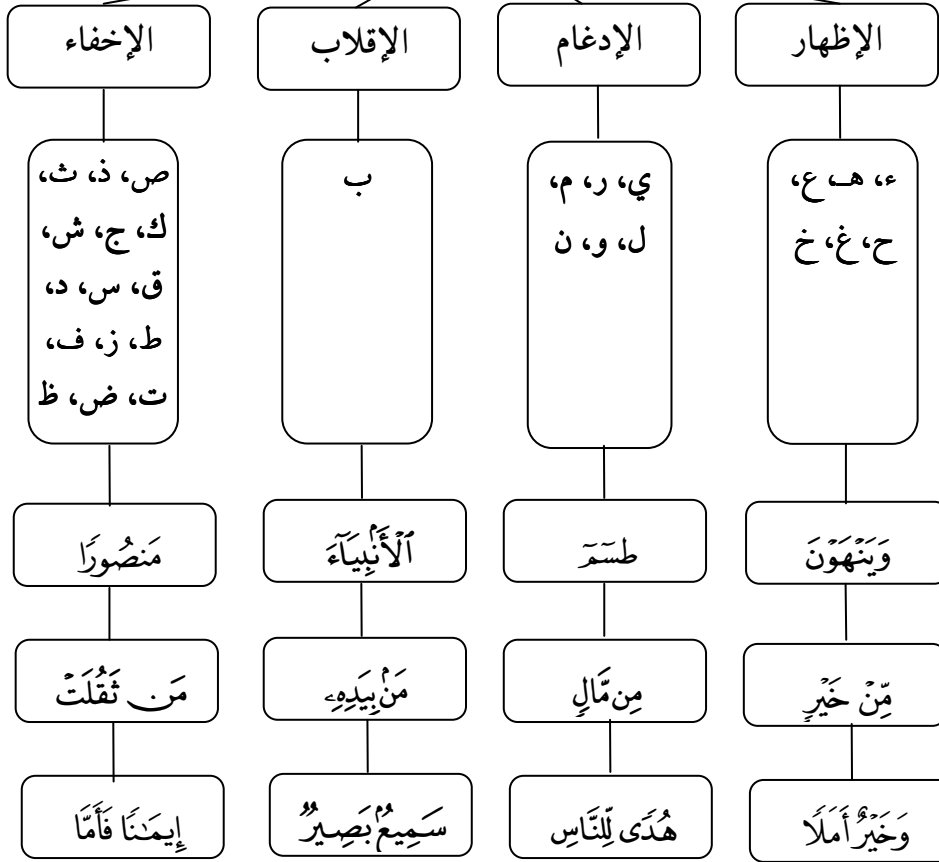 الإظهار
الإدغام
الإقلاب
الإخفاء
ء، هـ، ع،
ح، غ، خ
ي، ر، م،
ل، و، ن
ب
ص، ذ، ث،
ك، ج، ش،
ق، س، د،
ط، ز، ف،
ت، ض، ظ
وَيَنۡهَوۡنَ
طسٓمٓ
ٱلۡأَنۢبِيَآءَ
مَنصُورٗا
مِّنۡ خَيۡرٖ
مِن مَّالٖ
مَنۢ بِيَدِهِۦ
مَن ثَقُلَتۡ
وَخَيۡرٌ أَمَلٗا
هُدٗى لِّلنَّاسِ
سَمِيعُۢ بَصِيرٞ
إِيمَٰنٗا فَأَمَّا